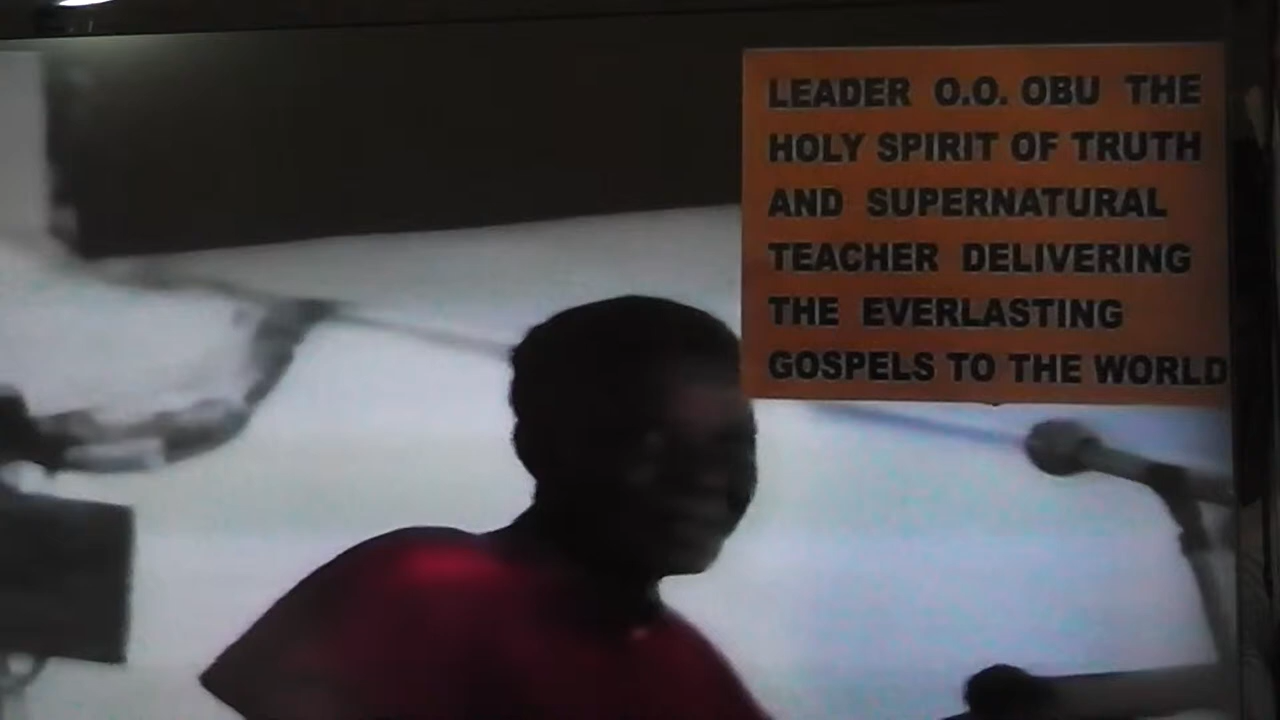 LEADER O.O. OBU THE
HOLY SPIRIT OF TRUTH
AND SUPERNATURAL
TEACHER DELIVERING
THE EVERLASTING
GOSPELS TO THE WORLD